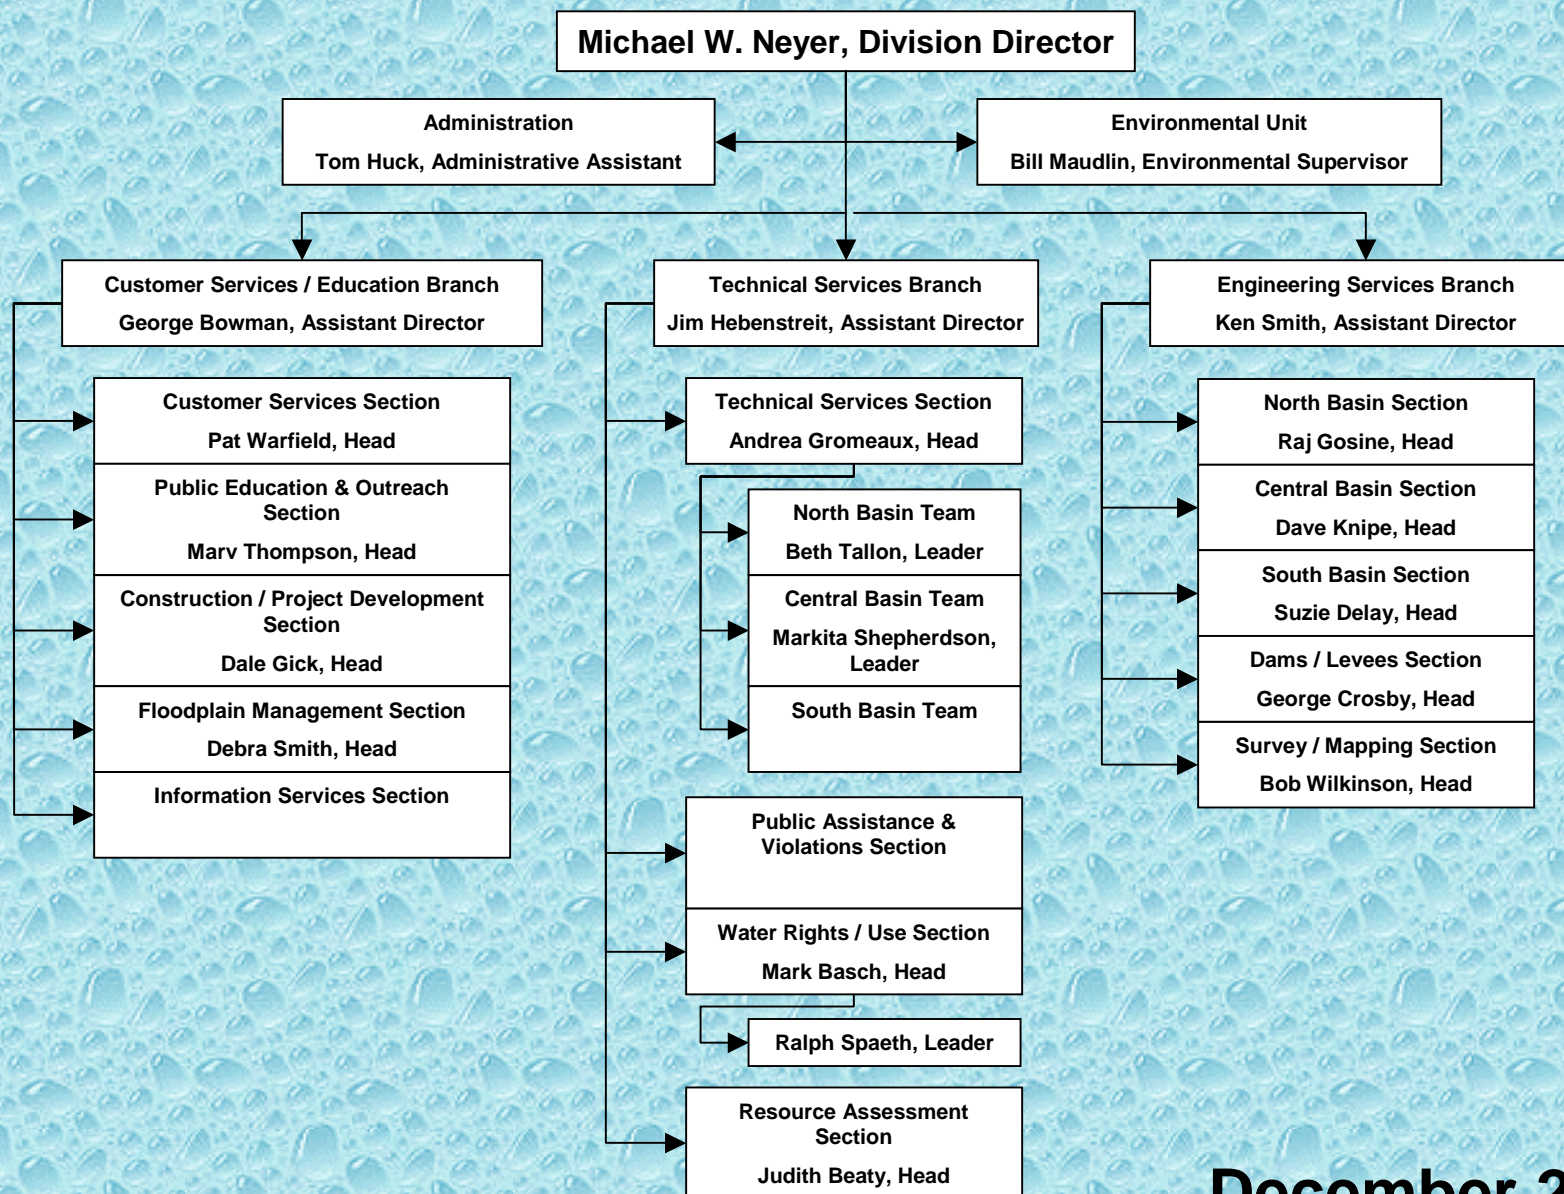 Michael W. Neyer, Division Director
Administration
Tom Huck, Administrative Assistant
Environmental Unit
Bill Maudlin, Environmental Supervisor
Customer Services / Education Branch
George Bowman, Assistant Director
Technical Services Branch
Jim Hebenstreit, Assistant Director
Engineering Services Branch
Ken Smith, Assistant Director
Customer Services Section
Pat Warfield, Head
Public Education & Outreach
Section
Marv Thompson, Head
Construction / Project Development
Section
Dale Gick, Head
Floodplain Management Section
Debra Smith, Head
Information Services Section
Technical Services Section
Andrea Gromeaux, Head
North Basin Team
Beth Tallon, Leader
Central Basin Team
Markita Shepherdson,
Leader
South Basin Team
Public Assistance &
Violations Section
Water Rights / Use Section
Mark Basch, Head
Ralph Spaeth, Leader
Resource Assessment
Section
Judith Beaty, Head
North Basin Section
Raj Gosine, Head
Central Basin Section
Dave Knipe, Head
South Basin Section
Suzie Delay, Head
Dams / Levees Section
George Crosby, Head
Survey / Mapping Section
Bob Wilkinson, Head
December 2